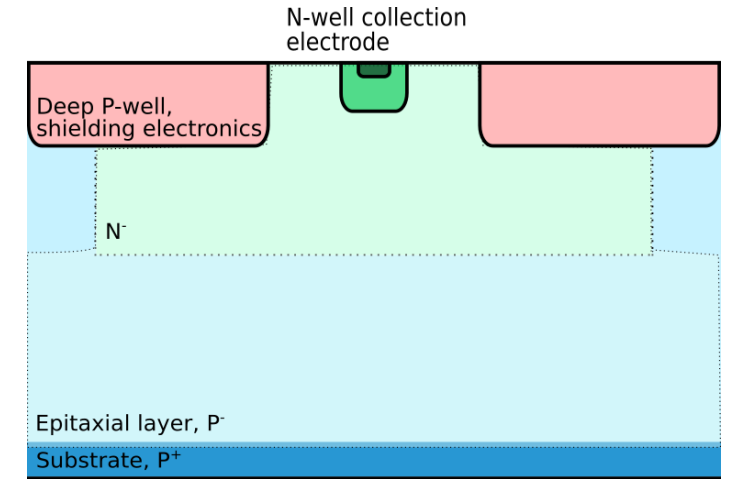 N-well collection
electrode
Deep P-well,
shielding electronics
N⁻
Epitaxial layer, P⁻
Substrate, P⁺